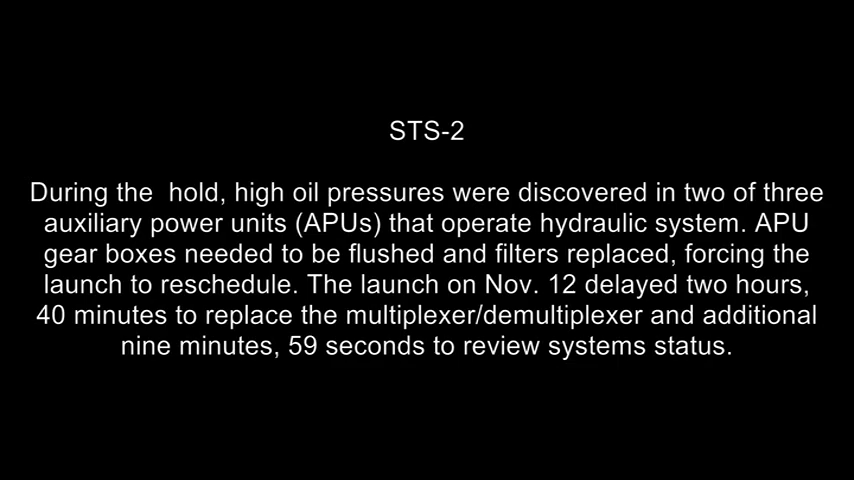 STS-2
During the  hold, high oil pressures were discovered in two of three
auxiliary power units (APUs) that operate hydraulic system. APU
gear boxes needed to be flushed and filters replaced, forcing the
launch to reschedule. The launch on Nov. 12 delayed two hours,
40 minutes to replace the multiplexer/demultiplexer and additional
nine minutes, 59 seconds to review systems status.